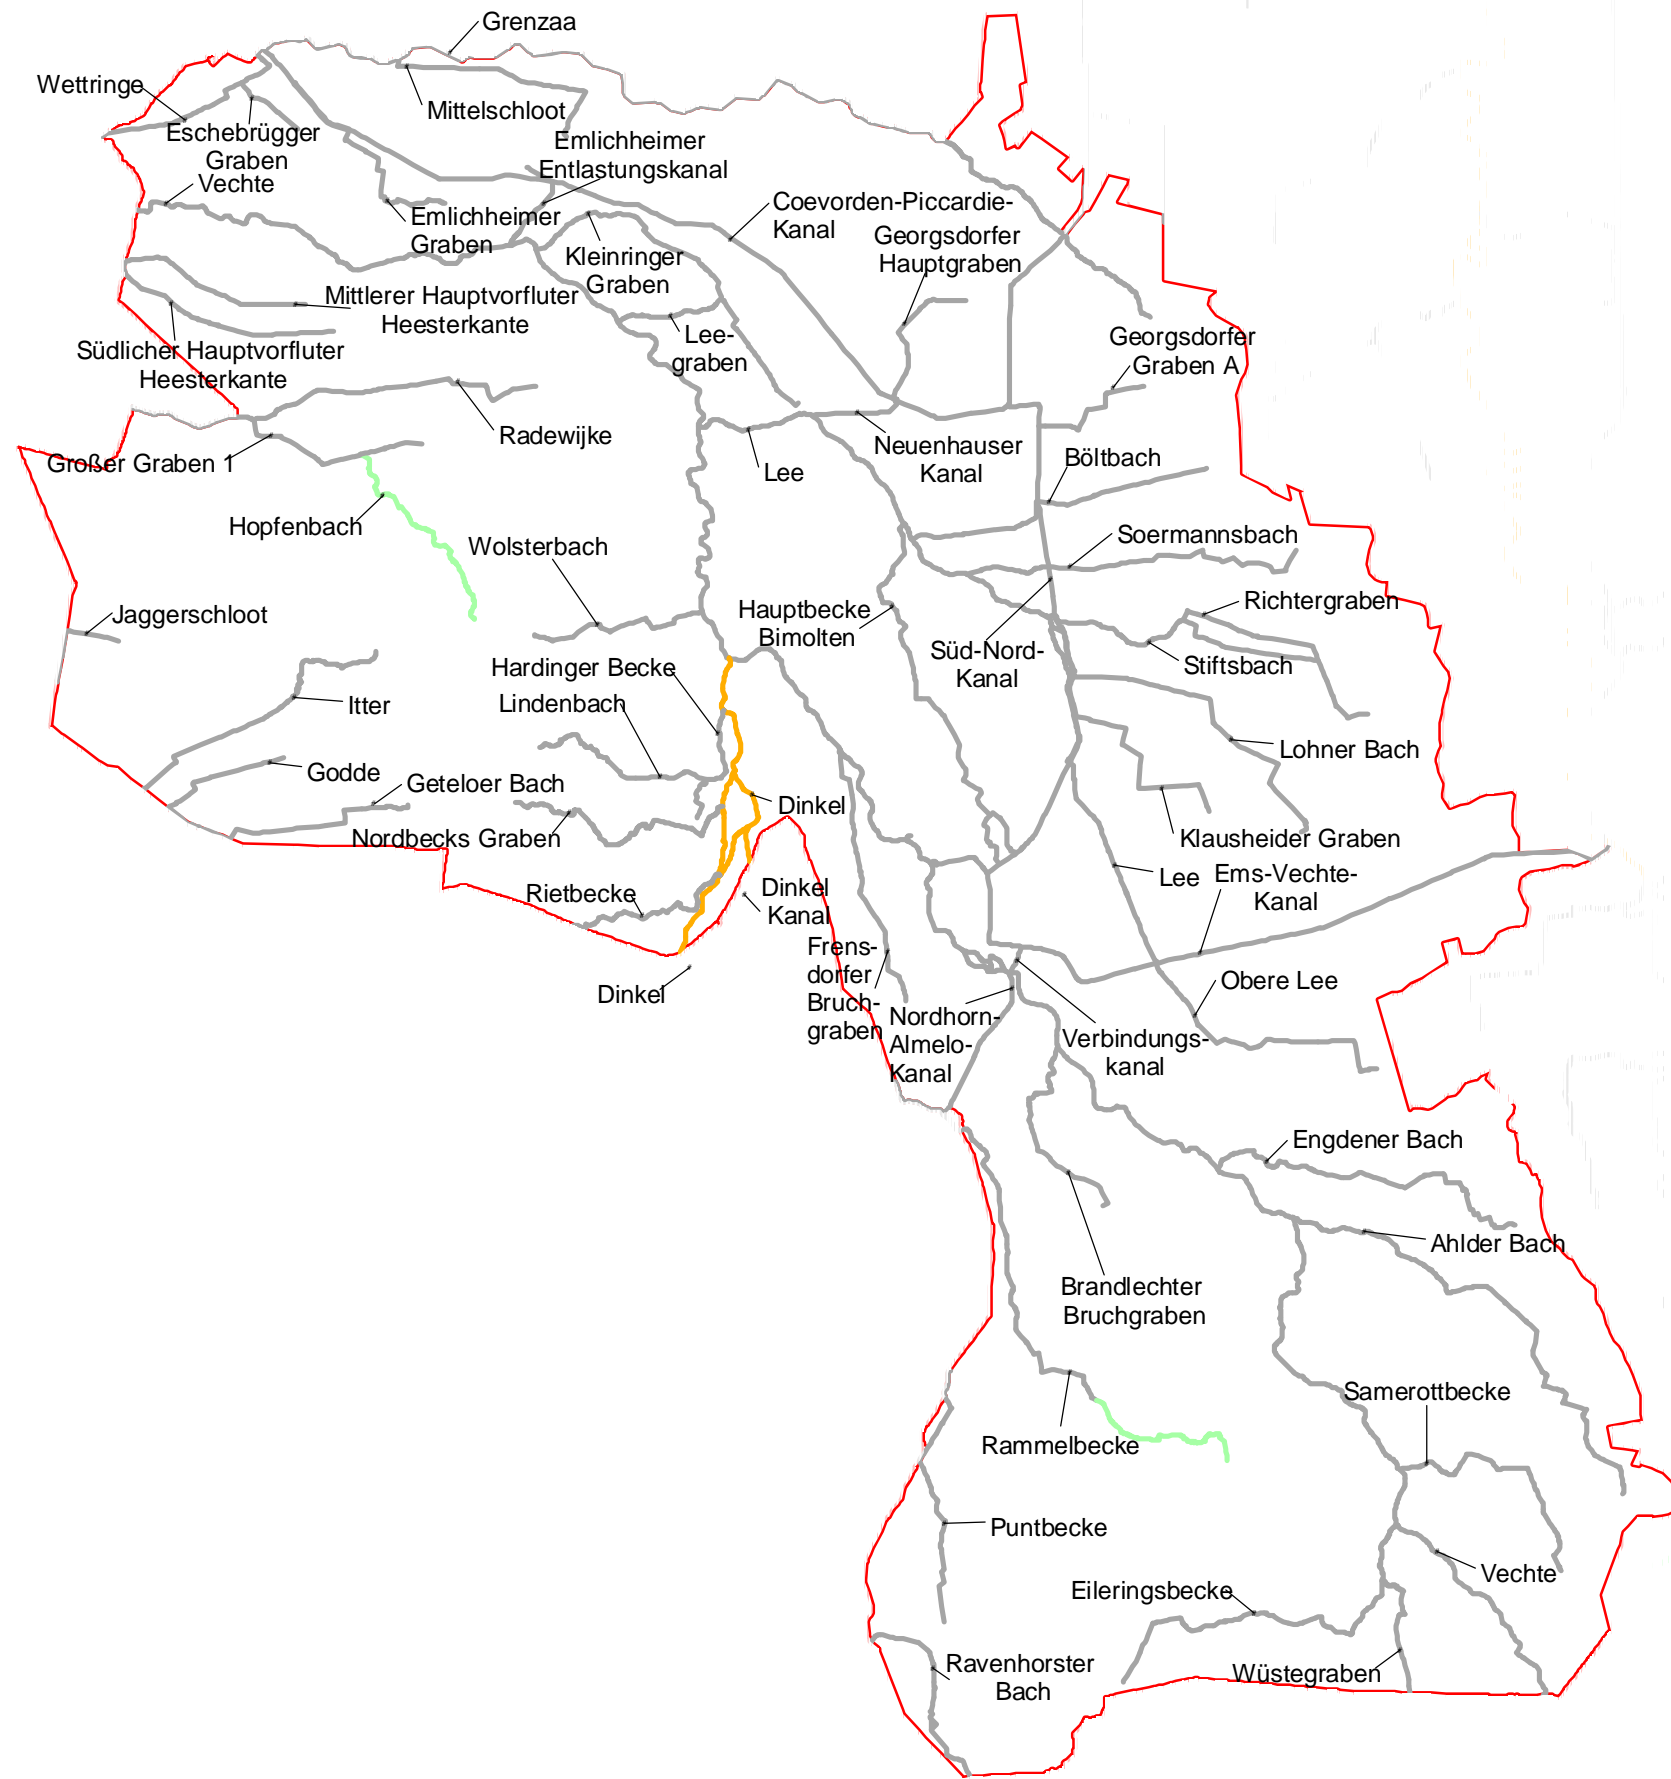 Grenzaa
Wettringe
Mittelschloot
Eschebrügger
Graben
Emlichheimer
Entlastungskanal
Vechte
Emlichheimer
Graben
Coevorden-Piccardie-
Kanal
Georgsdorfer
Hauptgraben
Kleinringer
Graben
Mittlerer Hauptvorfluter
Heesterkante
Südlicher Hauptvorfluter
Heesterkante
Lee-
graben
Georgsdorfer
Graben A
Radewijke
Großer Graben 1
Lee
Neuenhauser
Kanal
Böltbach
Hopfenbach
Wolsterbach
Soermannsbach
Jaggerschloot
Hauptbecke
Bimolten
Richtergraben
Süd-Nord-
Kanal
Stiftsbach
Hardinger Becke
Lindenbach
Itter
Lohner Bach
Godde
Geteloer Bach
Dinkel
Nordbecks Graben
Klausheider Graben
Rietbecke
Dinkel
Kanal
Lee
Ems-Vechte-
Kanal
Frens-
dorfer
Bruch-
graben
Dinkel
Obere Lee
Nordhorn-
Almelo-
Kanal
Verbindungs-
kanal
Engdener Bach
Ahlder Bach
Brandlechter
Bruchgraben
Samerottbecke
Rammelbecke
Puntbecke
Vechte
Eileringsbecke
Ravenhorster
Bach
Wüstegraben